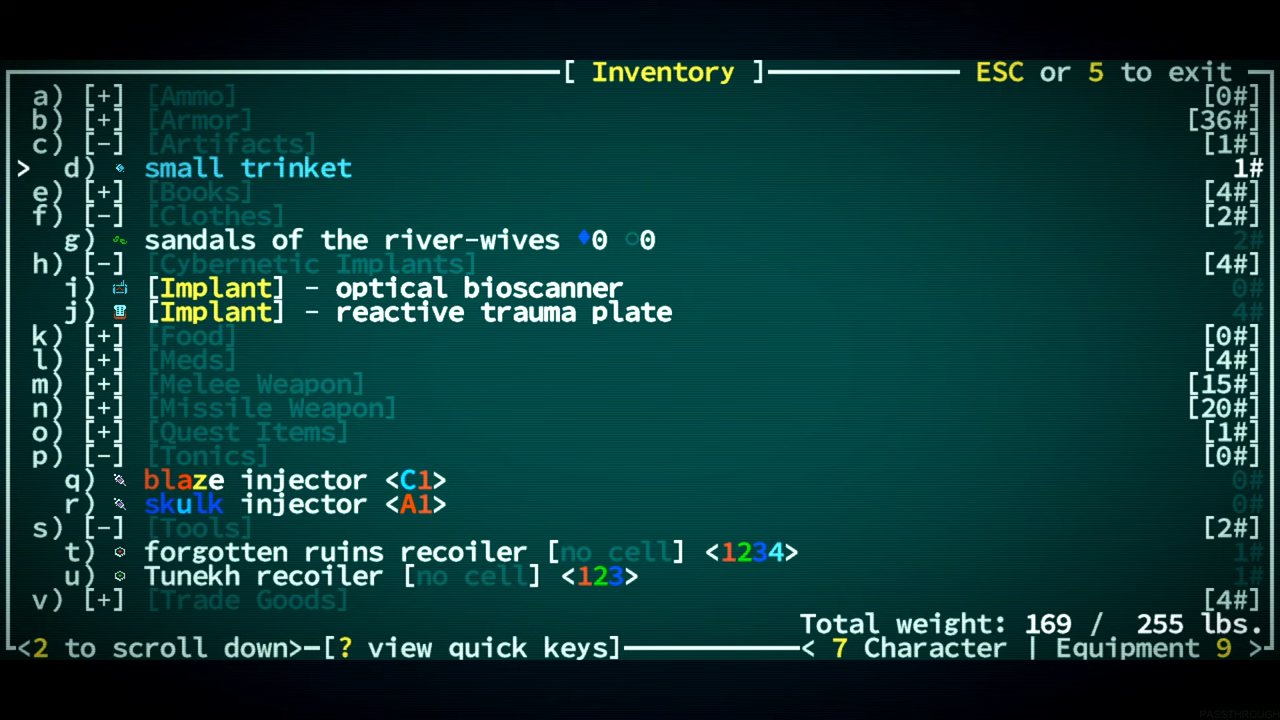 [ Inventory ] ESC or 5 to exit
a) [+] [Ammo] [0#]
b) [+] [Armor] [36#]
c) [-] [Artifacts] [1#]
> d) small trinket 1#
e) [+] [Books] [4#]
f) [-] [Clothes] [2#]
g) sandals of the river-wives ♦0 ○0 2#
h) [-] [Cybernetic Implants] [4#]
i) [Implant] - optical bioscanner 0#
j) [Implant] - reactive trauma plate 4#
k) [+] [Food] [0#]
l) [+] [Meds] [4#]
m) [+] [Melee Weapon] [15#]
n) [+] [Missile Weapon] [20#]
o) [+] [Quest Items] [1#]
p) [-] [Tonics] [0#]
q) blaze injector <C1> 0#
r) skulk injector <A1> 0#
s) [-] [Tools] [2#]
t) forgotten ruins recoiler [no cell] <1234> 1#
u) Tunekh recoiler [no cell] <123> 1#
v) [+] [Trade Goods] [4#]
Total weight: 169 / 255 lbs.
<2 to scroll down> [? view quick keys] < 7 Character | Equipment 9 >